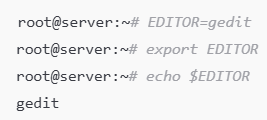 root@server:~# EDITOR=gedit
root@server:~# export EDITOR
root@server:~# echo $EDITOR
gedit